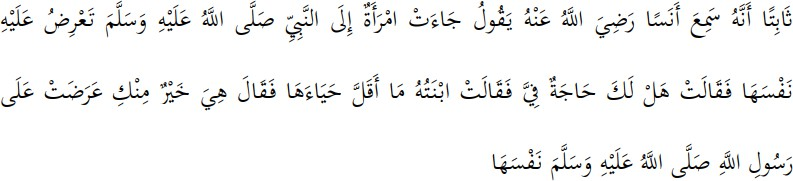 ثَابِتًا أَنَّهُ سَمِعَ أَنَسًا رَضِيَ اللَّهُ عَنْهُ يَقُولُ جَاءَتْ امْرَأَةٌ إِلَى النَّبِيِّ صَلَّى اللَّهُ عَلَيْهِ وَسَلَّمَ تَعْرِضُ عَلَيْهِ
نَفْسَهَا فَقَالَتْ هَلْ لَكَ حَاجَةٌ فِيَّ فَقَالَتْ ابْنَتُهُ مَا أَقَلَّ حَيَاءَهَا فَقَالَ هِيَ خَيْرٌ مِنْكِ عَرَضَتْ عَلَى
رَسُولِ اللَّهِ صَلَّى اللَّهُ عَلَيْهِ وَسَلَّمَ نَفْسَهَا